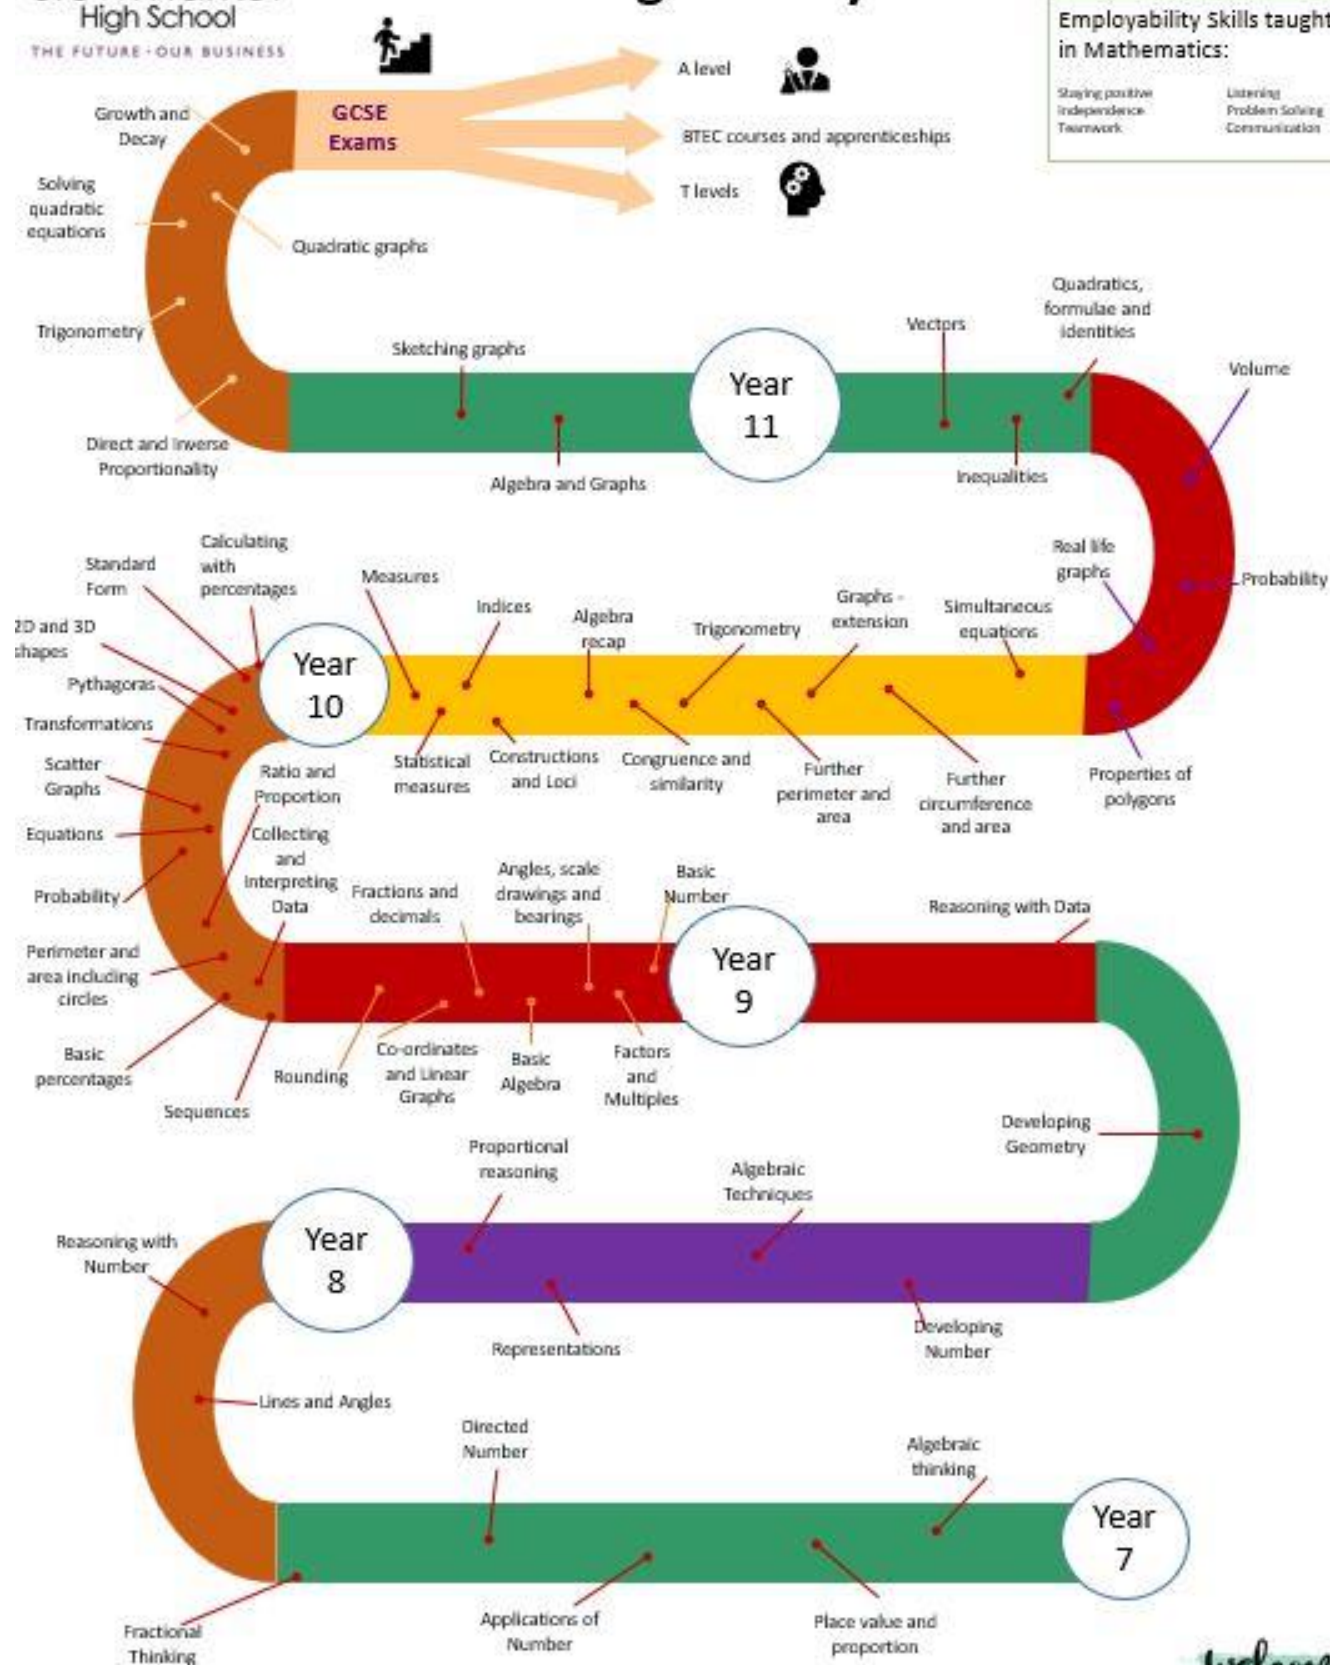 High School
THE FUTURE · OUR BUSINESS
Employability Skills taught
in Mathematics:
Staying positive
Independence
Teamwork
Listening
Problem Solving
Communication
GCSE
Exams
A level
BTEC courses and apprenticeships
T levels
Growth and
Decay
Solving
quadratic
equations
Quadratic graphs
Trigonometry
Direct and Inverse
Proportionality
Sketching graphs
Algebra and Graphs
Year
11
Vectors
Inequalities
Quadratics,
formulae and
identities
Volume
Probability
Real life
graphs
Properties of
polygons
Simultaneous
equations
Graphs -
extension
Further
circumference
and area
Further
perimeter and
area
Trigonometry
Congruence and
similarity
Algebra
recap
Constructions
and Loci
Indices
Statistical
measures
Measures
Year
10
Calculating
with
percentages
Standard
Form
2D and 3D
shapes
Pythagoras
Transformations
Scatter
Graphs
Equations
Ratio and
Proportion
Probability
Collecting
and
Interpreting
Data
Perimeter and
area including
circles
Basic
percentages
Sequences
Rounding
Fractions and
decimals
Co-ordinates
and Linear
Graphs
Basic
Algebra
Angles, scale
drawings and
bearings
Factors
and
Multiples
Basic
Number
Year
9
Reasoning with Data
Developing
Geometry
Developing
Number
Algebraic
Techniques
Representations
Proportional
reasoning
Year
8
Reasoning with
Number
Lines and Angles
Fractional
Thinking
Directed
Number
Applications of
Number
Place value and
proportion
Algebraic
thinking
Year
7